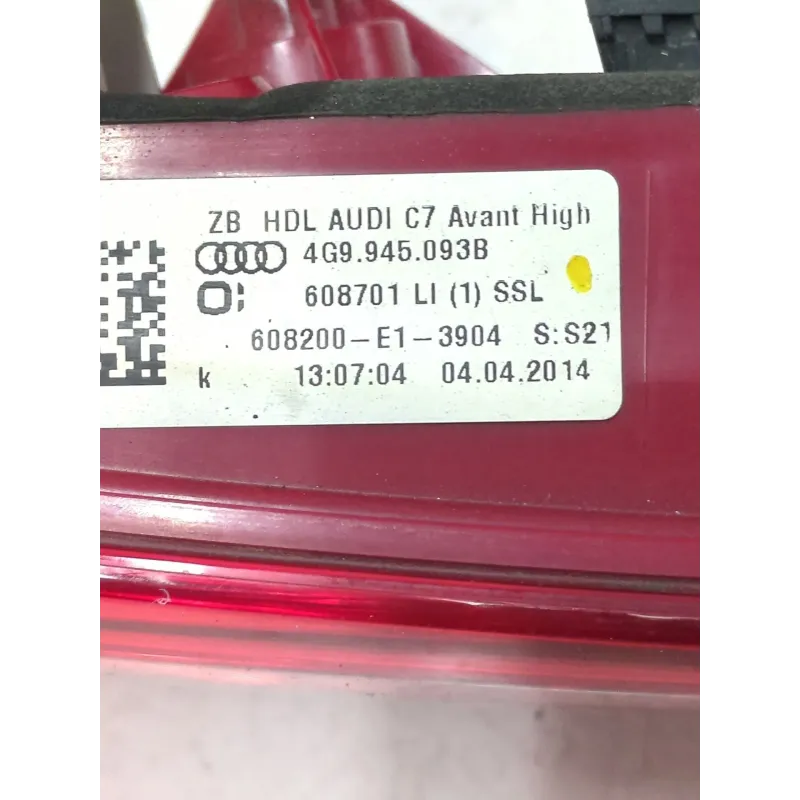 ZB HDL AUDI C7 Avant High
4G9.945.093B
608701 LI (1) SSL
608200-E1-3904 S:S21
k 13:07:04 04.04.2014